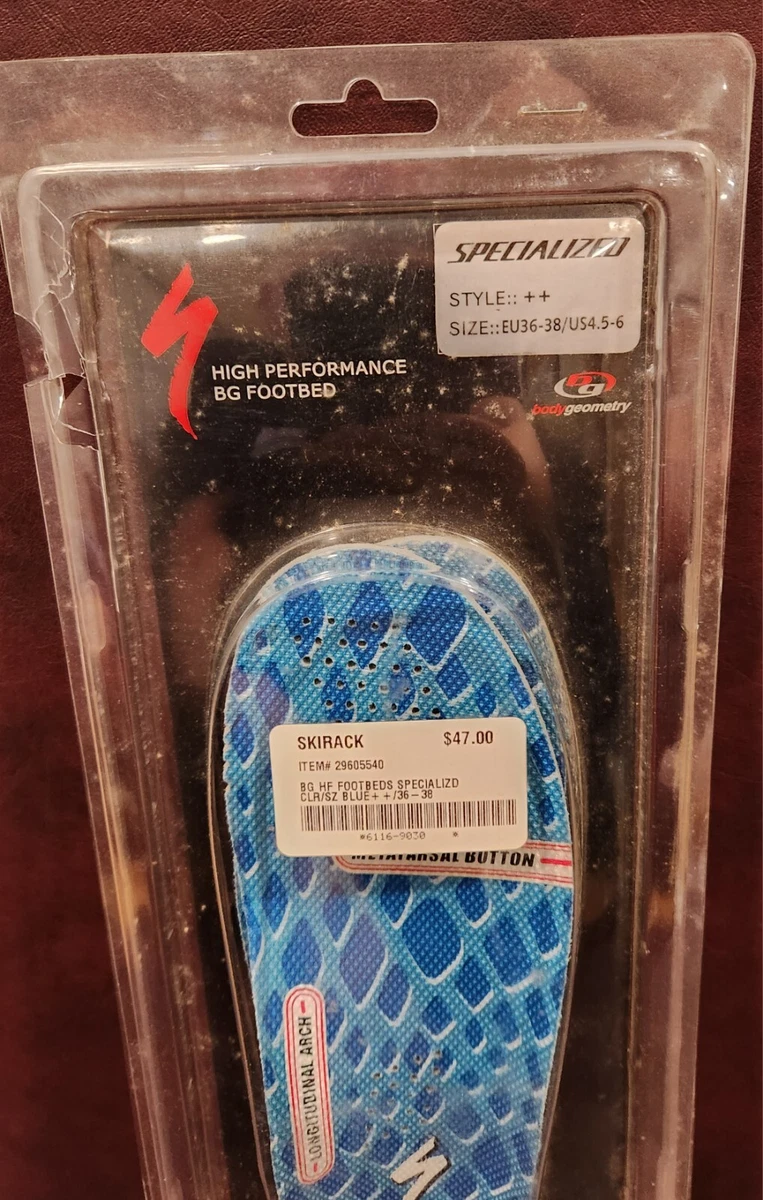 SPECIALIZED
STYLE:: ++
SIZE::EU36-38/US4.5-6
HIGH PERFORMANCE
BG FOOTBED
BG
bodygeometry
SKIRACK $47.00
ITEM# 29605540
BG HF FOOTBEDS SPECIALIZD
CLR/SZ BLUE++/36-38
*6116-9030 *
METATARSAL BUTTON
LONGITUDINAL ARCH